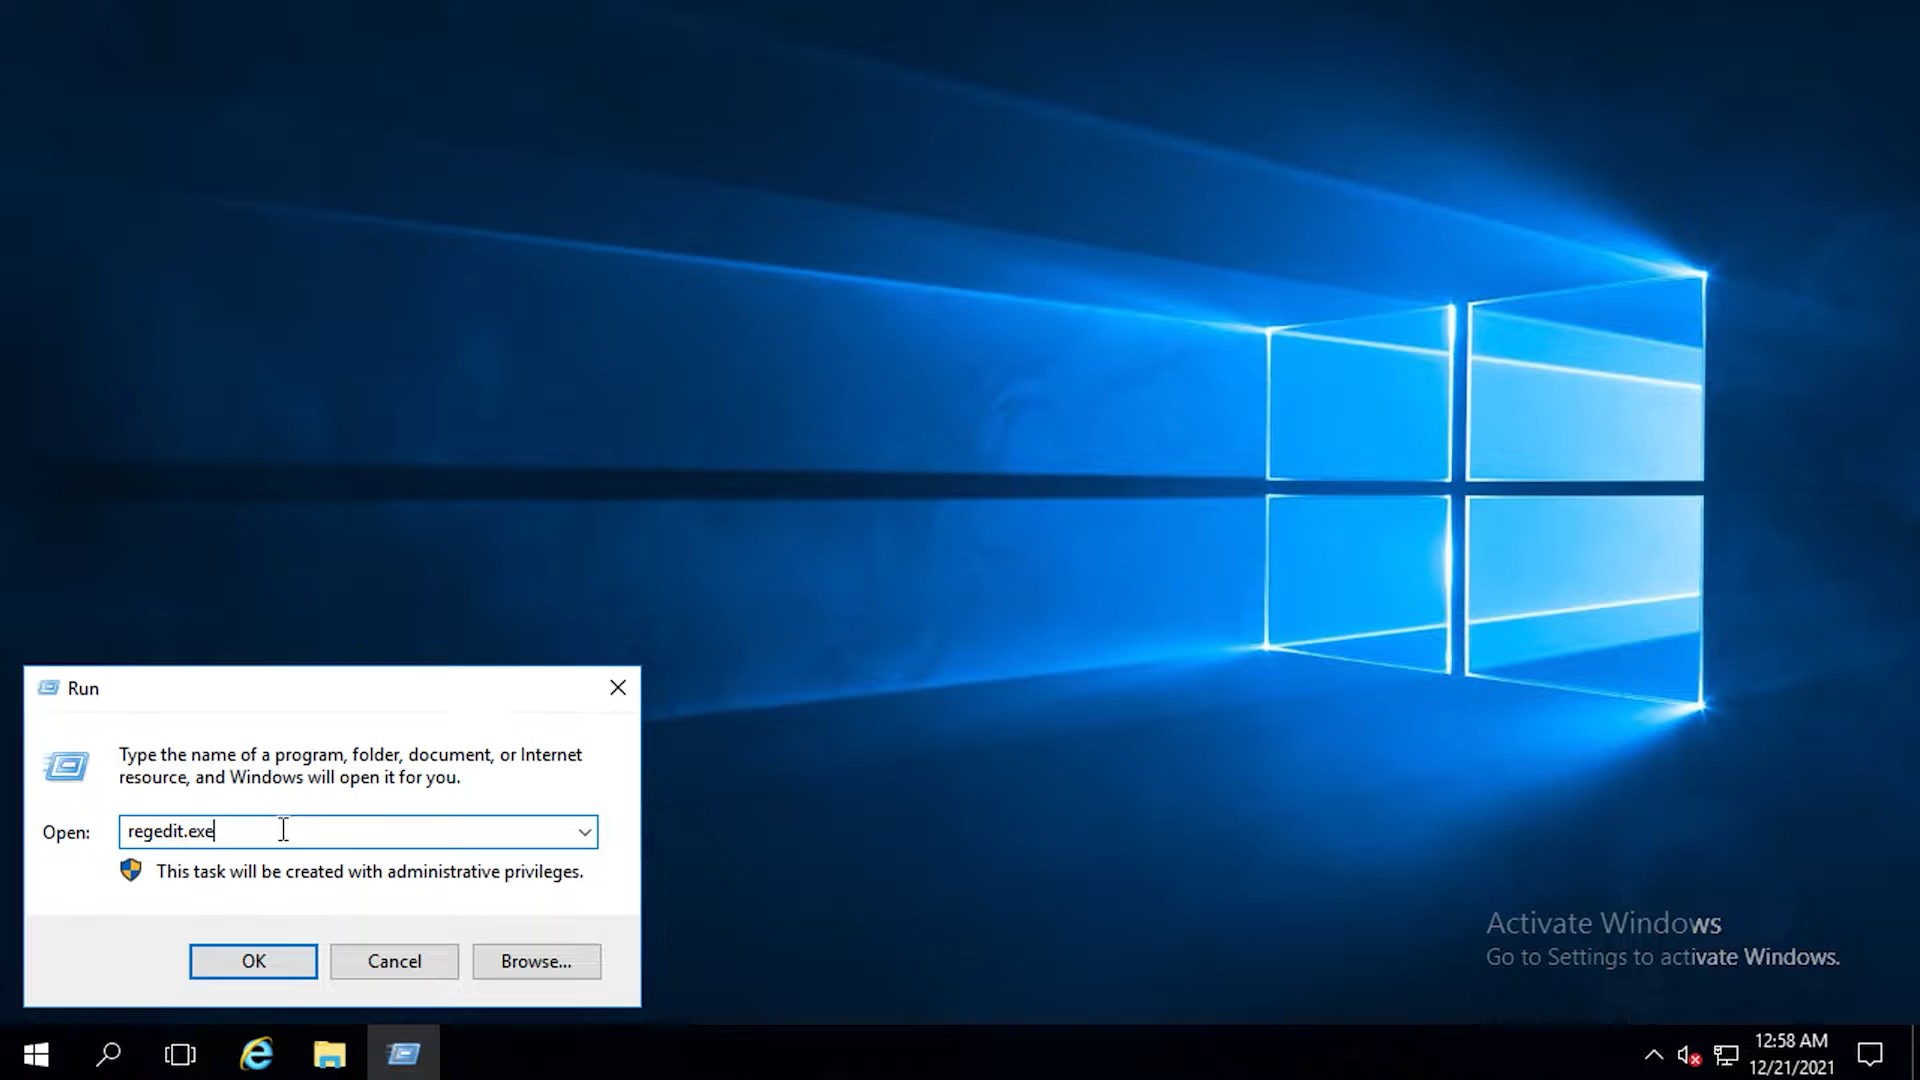 Run
Type the name of a program, folder, document, or Internet
resource, and Windows will open it for you.
Open:
regedit.exe
This task will be created with administrative privileges.
OK
Cancel
Browse...
Activate Windows
Go to Settings to activate Windows.
12:58 AM
12/21/2021